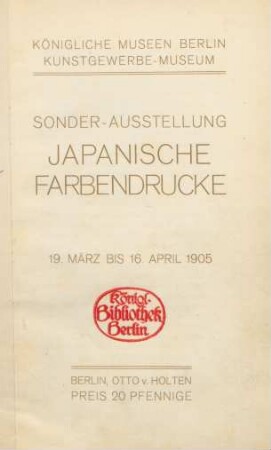 KÖNIGLICHE MUSEEN BERLIN
KUNSTGEWERBE-MUSEUM
SONDER-AUSSTELLUNG
JAPANISCHE
FARBENDRUCKE
19. MÄRZ BIS 16. APRIL 1905
Königl.
Bibliothek
Berlin
BERLIN, OTTO v. HOLTEN
PREIS 20 PFENNIGE